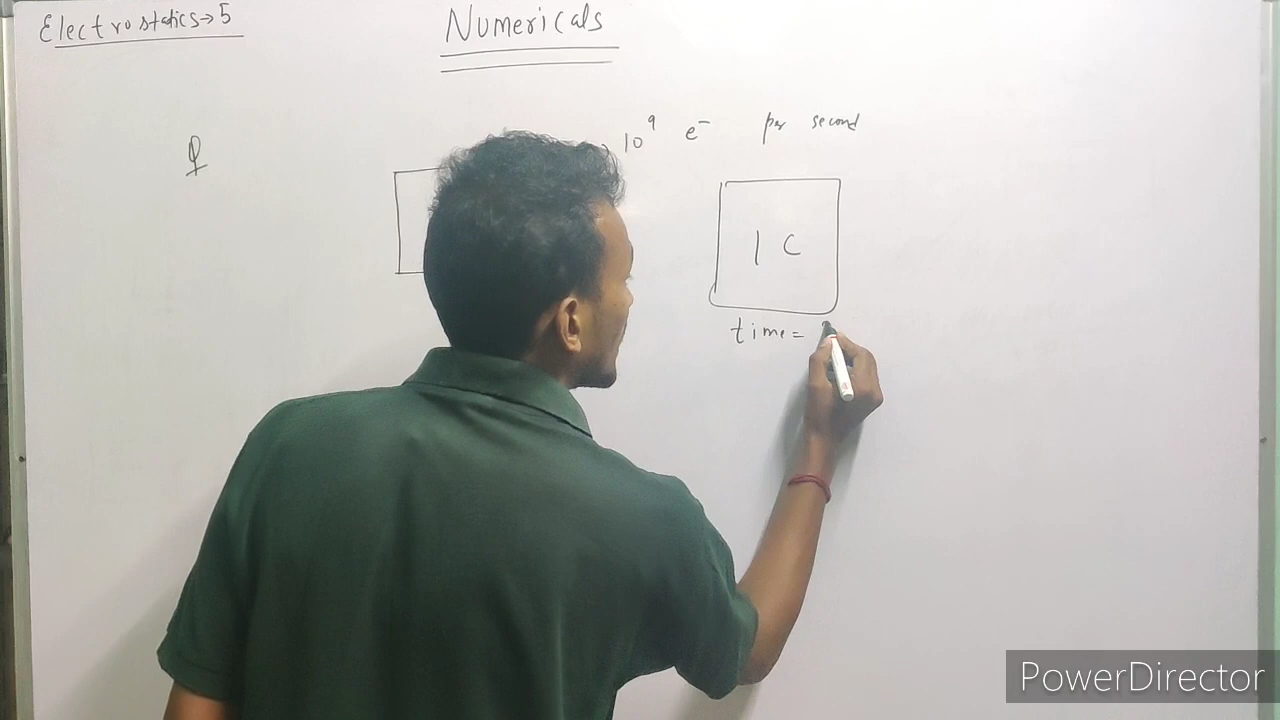 Electrostatics→5
Numericals
10⁹ e⁻ per second
Q
1 C
time =
PowerDirector